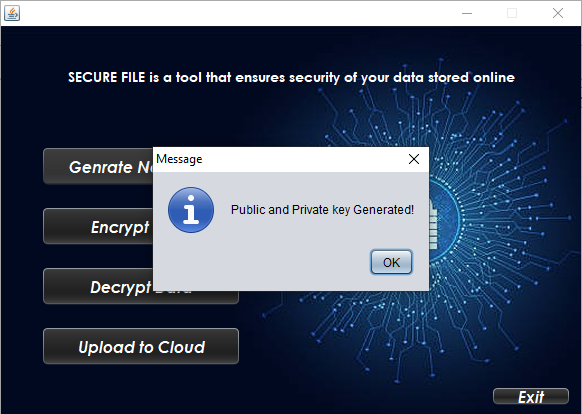 SECURE FILE is a tool that ensures security of your data stored online
Message
Genrate
Public and Private key Generated!
Encrypt
OK
Decrypt Data
Upload to Cloud
Exit